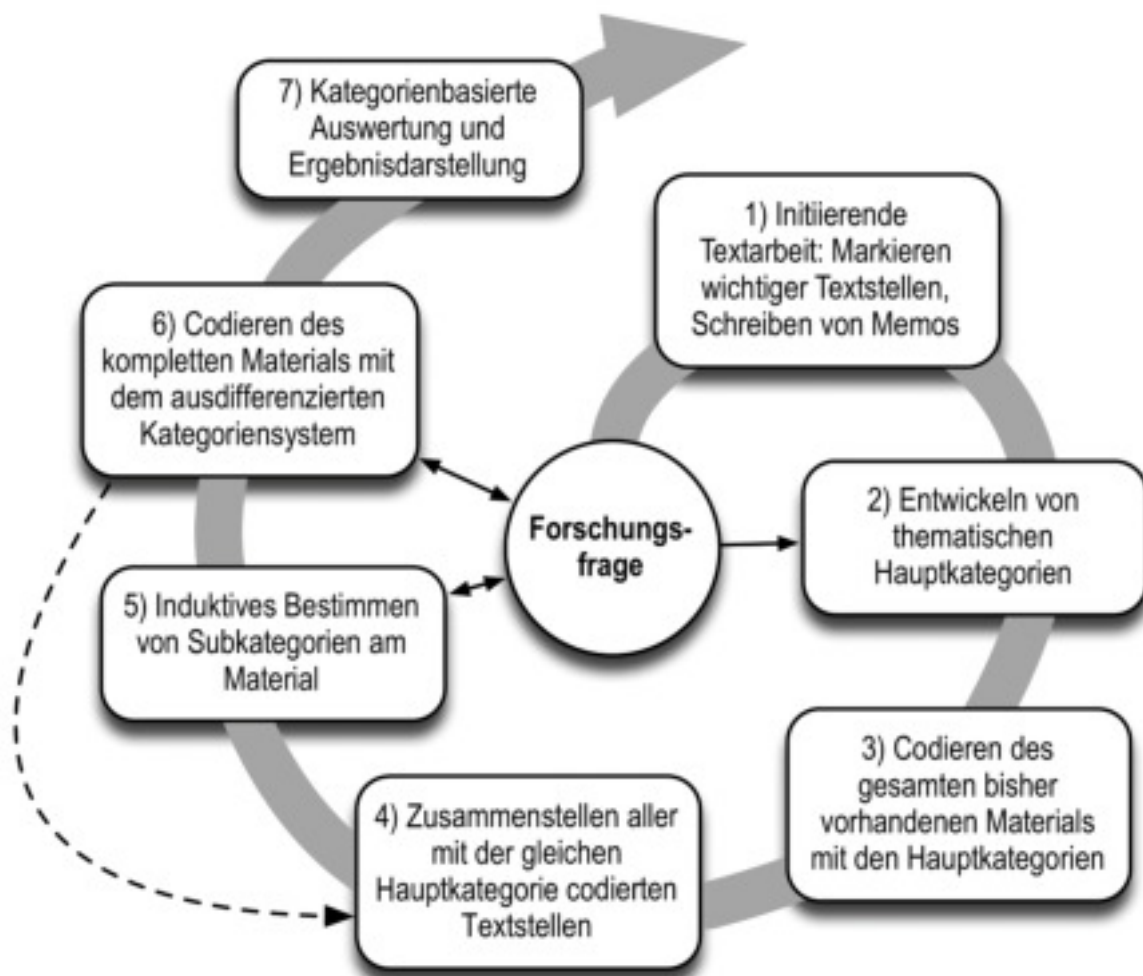 7) Kategorienbasierte
Auswertung und
Ergebnisdarstellung
1) Initiierende
Textarbeit: Markieren
wichtiger Textstellen,
Schreiben von Memos
6) Codieren des
kompletten Materials mit
dem ausdifferenzierten
Kategoriensystem
Forschungs-
frage
2) Entwickeln von
thematischen
Hauptkategorien
5) Induktives Bestimmen
von Subkategorien am
Material
3) Codieren des
gesamten bisher
vorhandenen Materials
mit den Hauptkategorien
4) Zusammenstellen aller
mit der gleichen
Hauptkategorie codierten
Textstellen